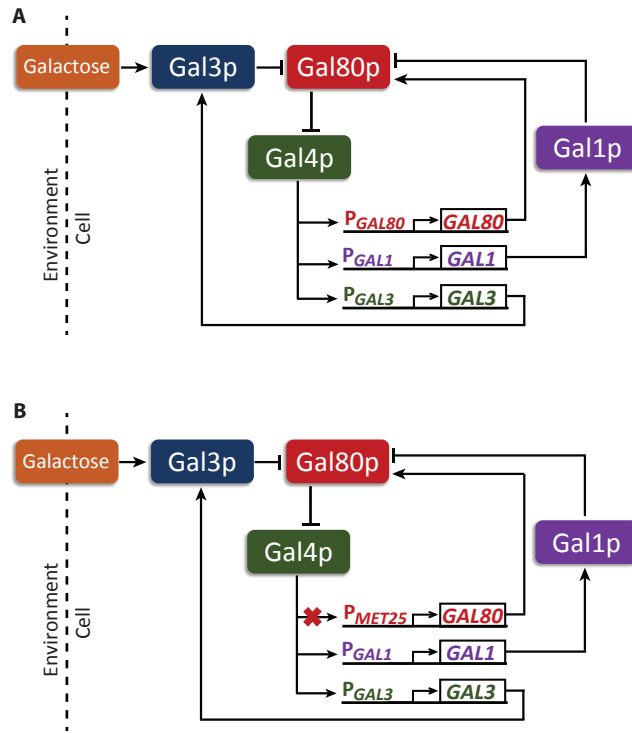 A
Galactose
Gal3p
Gal80p
Gal1p
Gal4p
Environment
Cell
PGAL80
GAL80
PGAL1
GAL1
PGAL3
GAL3
B
Galactose
Gal3p
Gal80p
Gal1p
Gal4p
Environment
Cell
PMET25
GAL80
PGAL1
GAL1
PGAL3
GAL3